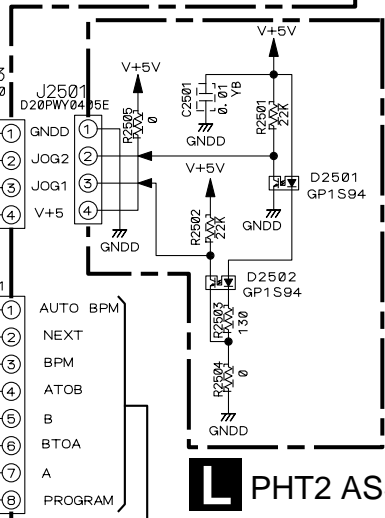 V+5V
J2501
D20PWY0405E
V+5V
C2501
0.01
YB
R2501
22K
R2505
0
GNDD
1 GNDD 1
2 JOG2 2
3 JOG1 3
4 V+5 4
V+5V
D2501
GP1S94
GNDD
R2502
22K
GNDD
D2502
GP1S94
R2503
130
R2504
0
GNDD
1 AUTO BPM
2 NEXT
3 BPM
4 ATOB
5 B
6 BTOA
7 A
8 PROGRAM
L PHT2 AS